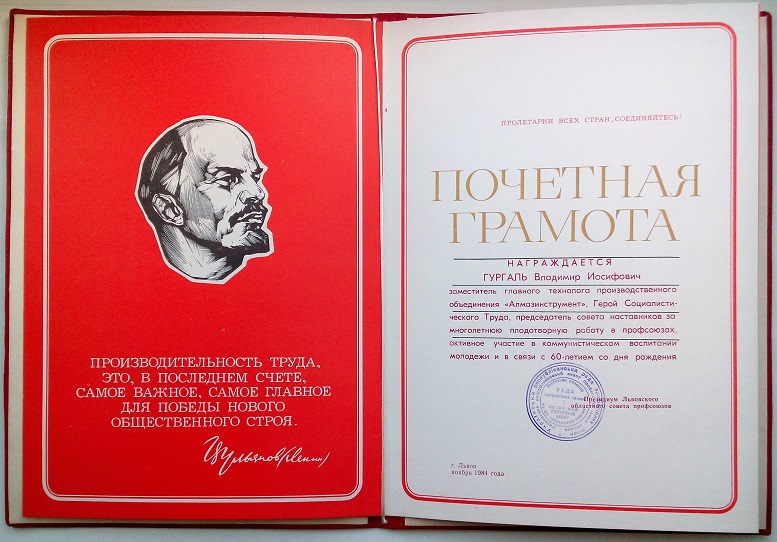 ПРОИЗВОДИТЕЛЬНОСТЬ ТРУДА,
ЭТО, В ПОСЛЕДНЕМ СЧЕТЕ,
САМОЕ ВАЖНОЕ, САМОЕ ГЛАВНОЕ
ДЛЯ ПОБЕДЫ НОВОГО
ОБЩЕСТВЕННОГО СТРОЯ.
В.Ульянов (Ленин)
ПРОЛЕТАРИИ ВСЕХ СТРАН, СОЕДИНЯЙТЕСЬ!
ПОЧЕТНАЯ
ГРАМОТА
НАГРАЖДАЕТСЯ
ГУРГАЛЬ Владимир Иосифович
заместитель главного технолога производственного
объединения «Алмазинструмент», Герой Социалисти-
ческого Труда, председатель совета наставников за
многолетнюю плодотворную работу в профсоюзах,
активное участие в коммунистическом воспитании
молодежи и в связи с 60-летием со дня рождения
РАДА
Президиум Львовского
областного совета профсоюзов
г. Львов
ноябрь 1984 года